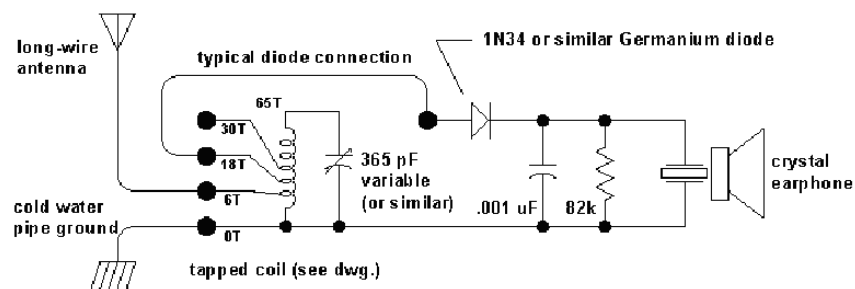 long-wire
antenna
typical diode connection
1N34 or similar Germanium diode
65T
30T
18T
6T
0T
365 pF
variable
(or similar)
.001 uF
82k
crystal
earphone
cold water
pipe ground
tapped coil (see dwg.)